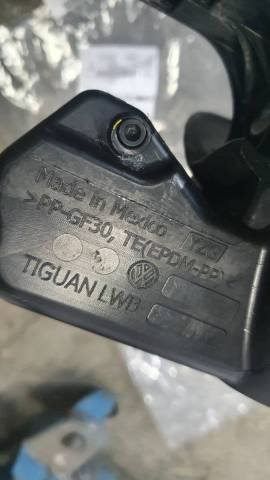 Made in Mexico
>PP-GF30, TE(EPDM-PP)<
TIGUAN LWB